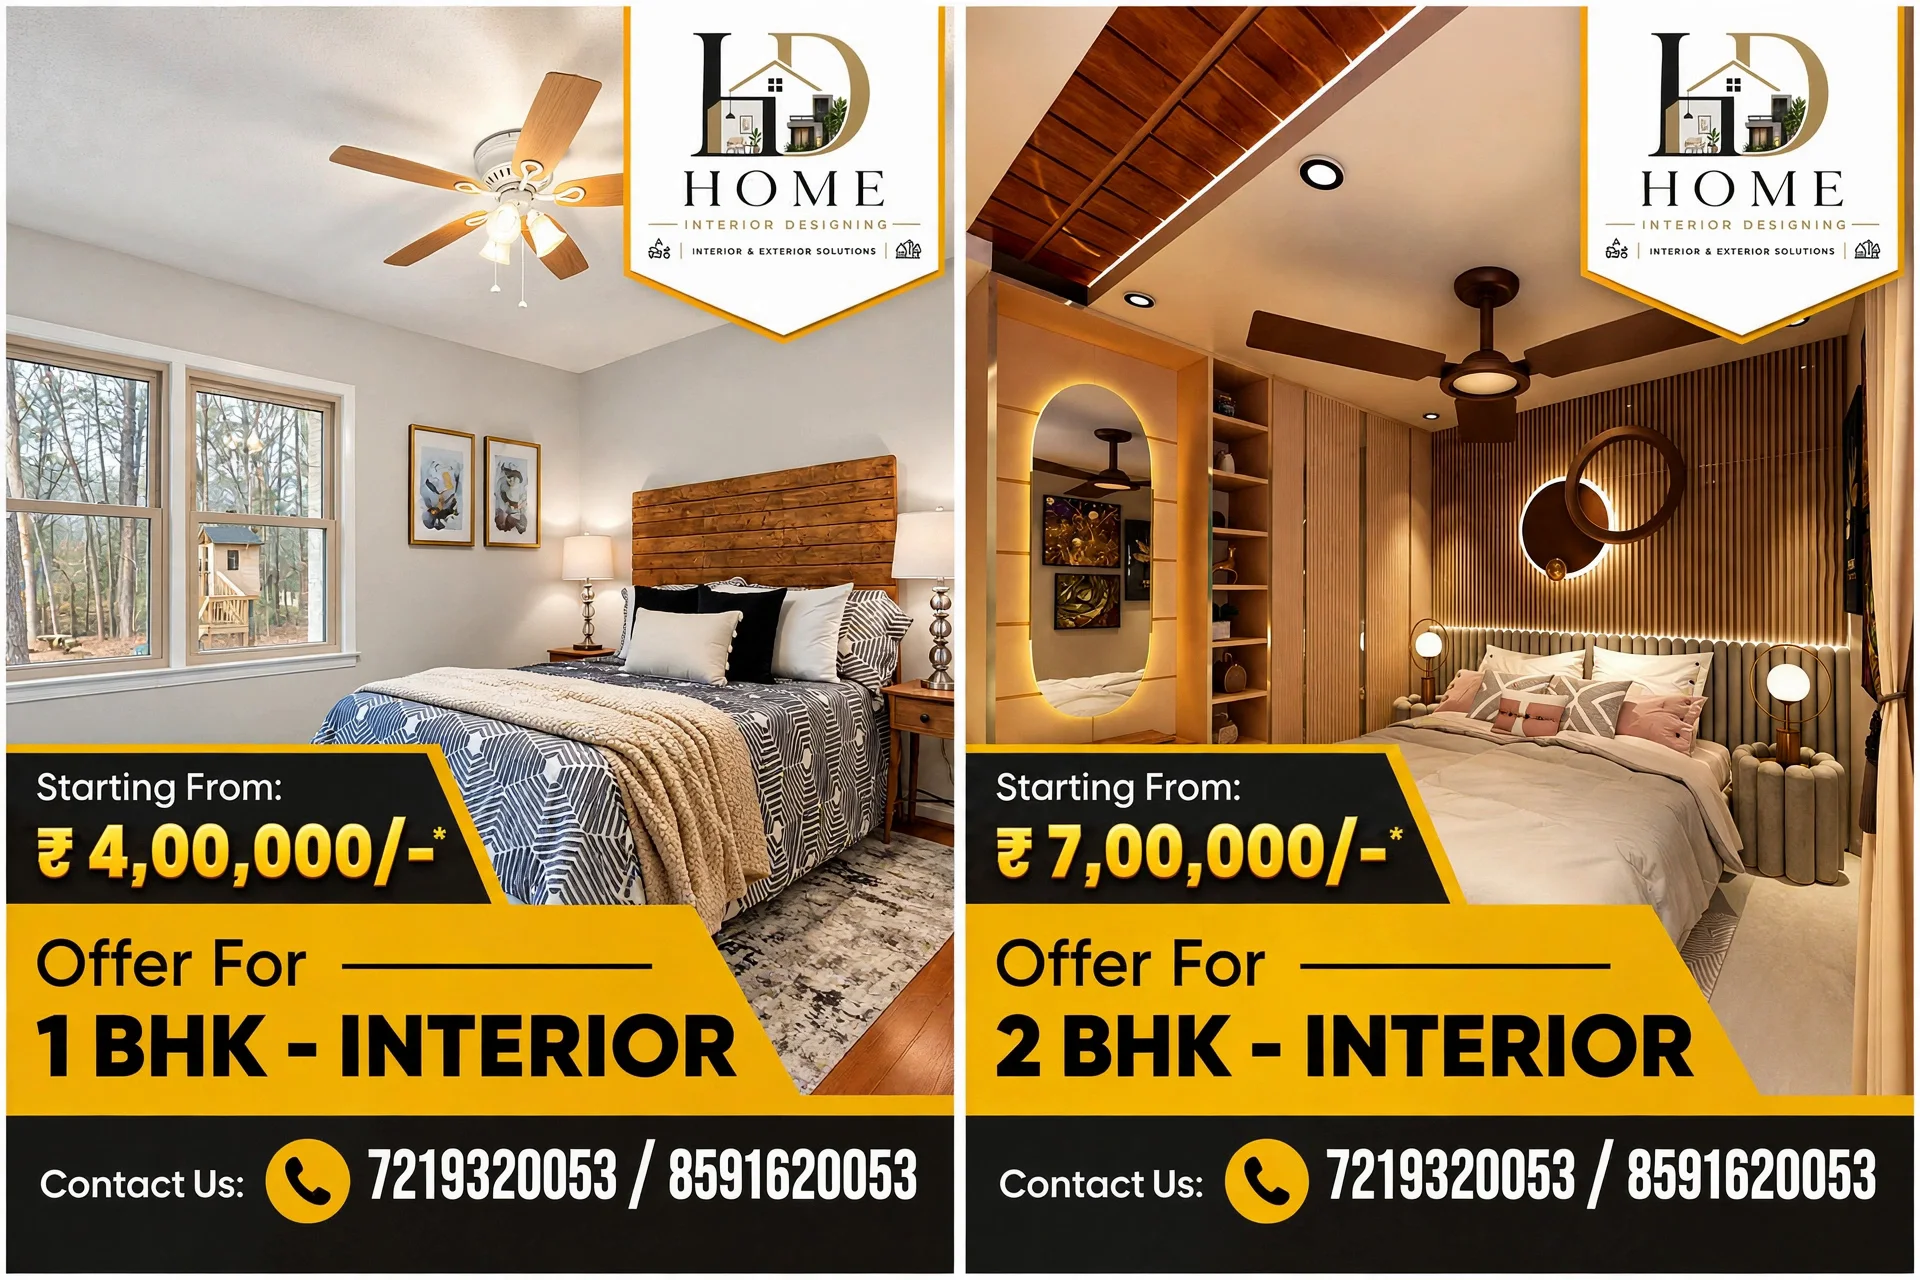 HD
HOME
INTERIOR DESIGNING
INTERIOR & EXTERIOR SOLUTIONS
Starting From:
₹ 4,00,000/-*
Offer For
1 BHK - INTERIOR
Contact Us: 7219320053 / 8591620053
HD
HOME
INTERIOR DESIGNING
INTERIOR & EXTERIOR SOLUTIONS
Starting From:
₹ 7,00,000/-*
Offer For
2 BHK - INTERIOR
Contact Us: 7219320053 / 8591620053